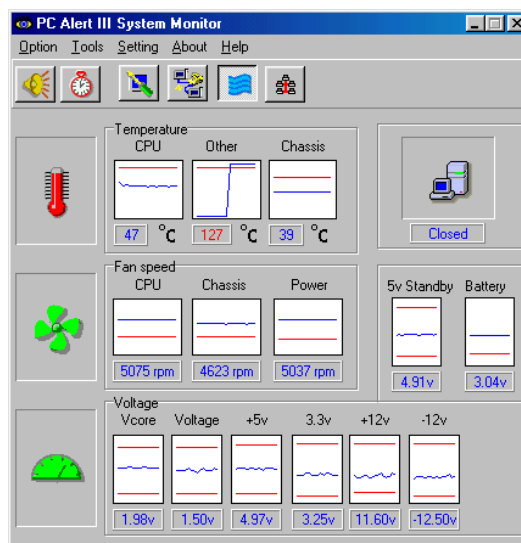 PC Alert III System Monitor
Option Tools Setting About Help
Temperature
CPU Other Chassis
47 °C 127 °C 39 °C
Closed
Fan speed
CPU Chassis Power
5075 rpm 4623 rpm 5037 rpm
5v Standby Battery
4.91v 3.04v
Voltage
Vcore Voltage +5v 3.3v +12v -12v
1.98v 1.50v 4.97v 3.25v 11.60v -12.50v